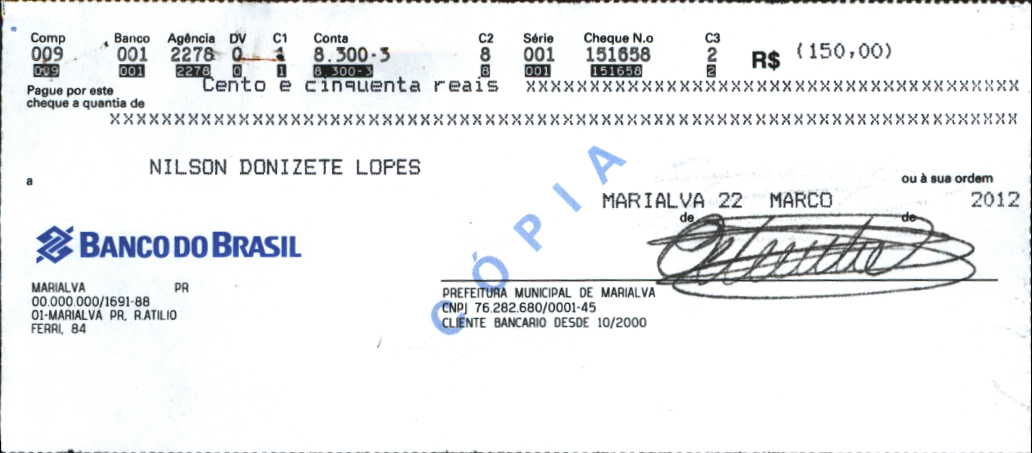 Comp Banco Agência DV C1 Conta C2 Série Cheque N.o C3
009 001 2278 0 1 8.300-3 8 001 151658 2 R$ (150,00)
009 001 2278 0 1 8.300-3 8 001 151658 2
Pague por este cheque a quantia de Cento e cinquenta reais XXXXXXXXXXXXXXXXXXXXXXXXXXXXXXXXXXXXXXXXX
XXXXXXXXXXXXXXXXXXXXXXXXXXXXXXXXXXXXXXXXXXXXXXXXXXXXXXXXXXXXXXXXXXXXXXXXXXX
a NILSON DONIZETE LOPES ou à sua ordem
MARIALVA 22 de MARCO de 2012
CÓPIA
BANCO DO BRASIL
MARIALVA PR
00.000.000/1691-88
01-MARIALVA PR, R.ATILIO
FERRI, 84
PREFEITURA MUNICIPAL DE MARIALVA
CNPJ 76.282.680/0001-45
CLIENTE BANCARIO DESDE 10/2000